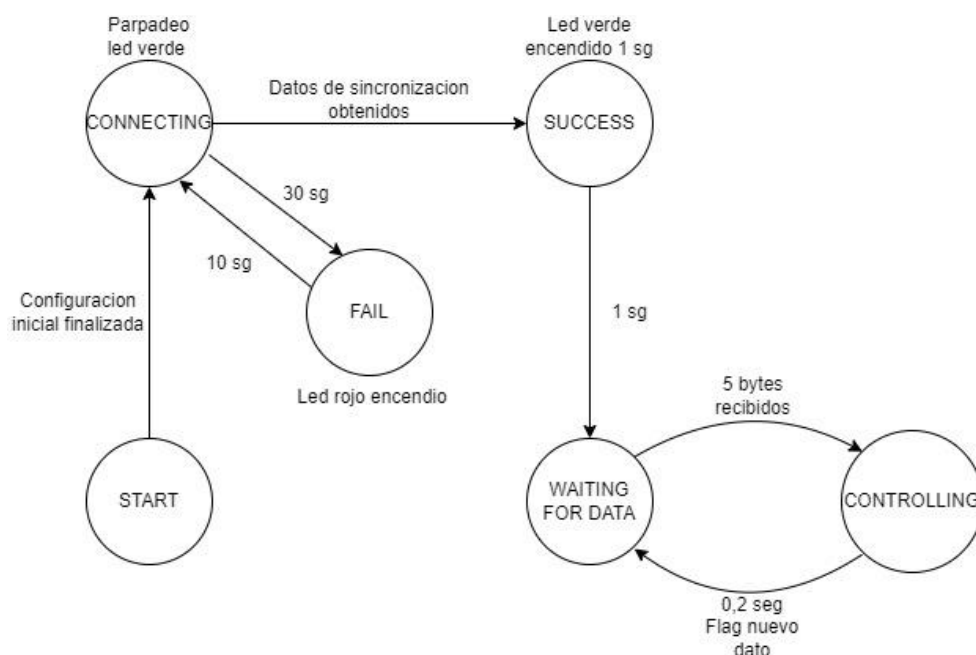 Parpadeo
led verde
CONNECTING
Datos de sincronizacion
obtenidos
Led verde
encendido 1 sg
SUCCESS
30 sg
10 sg
FAIL
Led rojo encendio
Configuracion
inicial finalizada
START
1 sg
5 bytes
recibidos
WAITING
FOR DATA
CONTROLLING
0,2 seg
Flag nuevo
dato